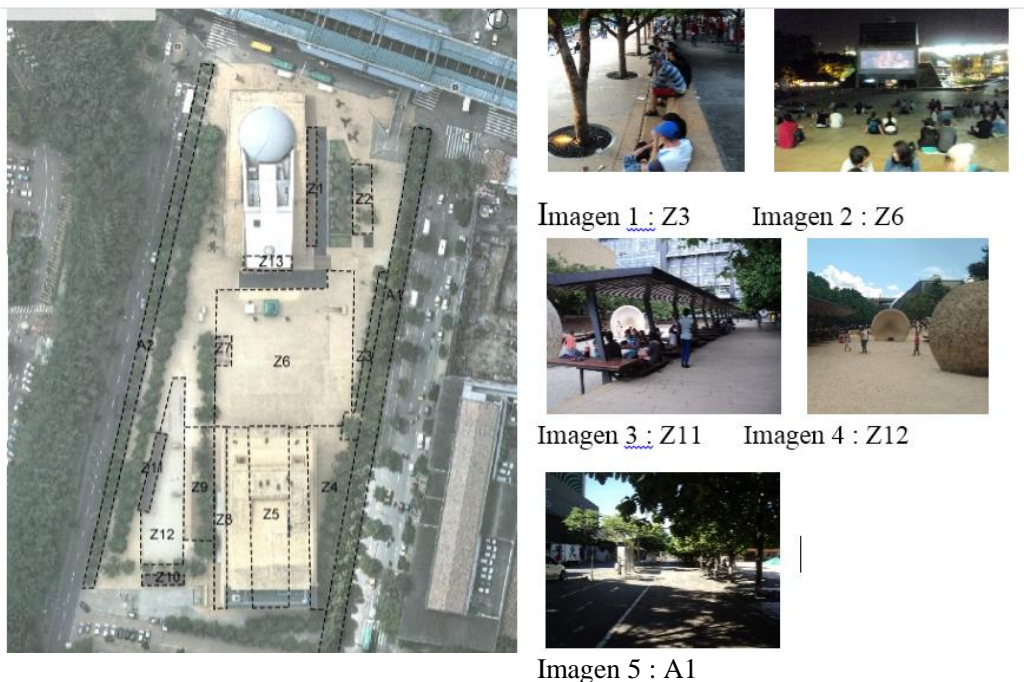 Z1
Z2
Z13
A1
A2
Z7
Z6
Z3
Z11
Z9
Z8
Z5
Z4
Z12
Z10
Imagen 1 : Z3 Imagen 2 : Z6
Imagen 3 : Z11 Imagen 4 : Z12
Imagen 5 : A1